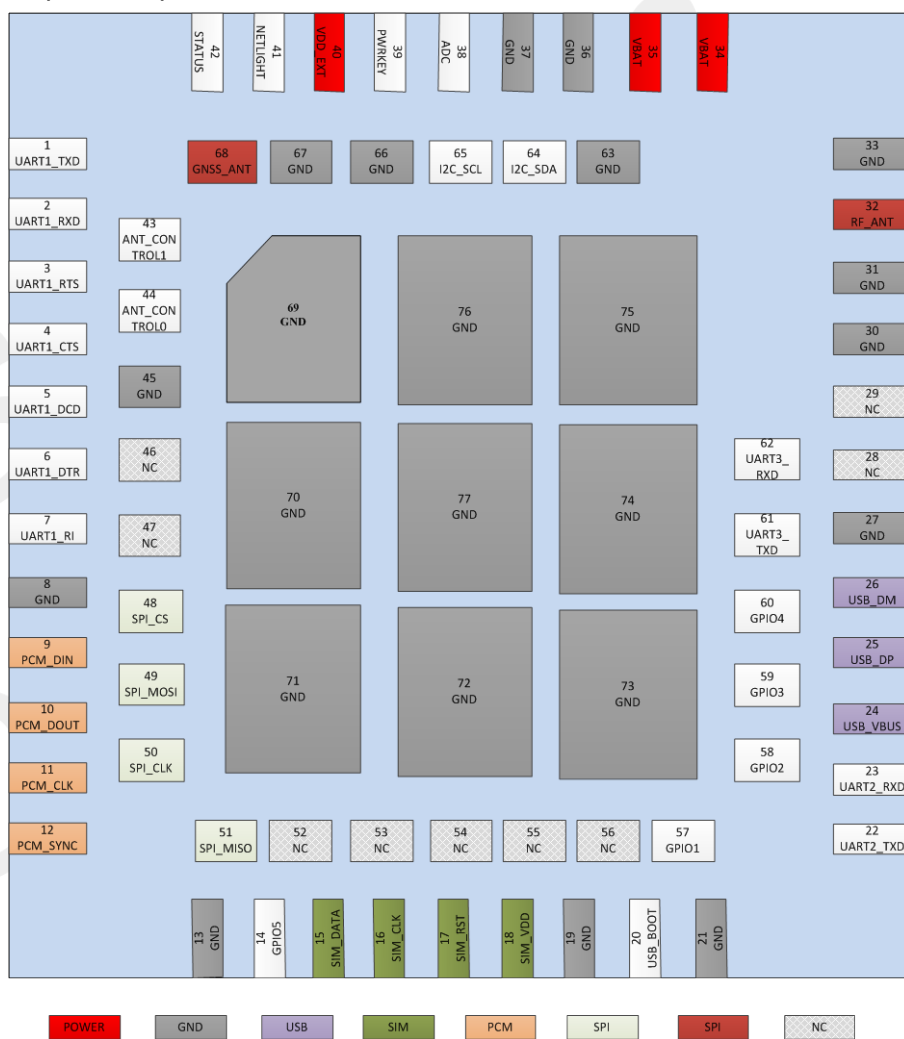 42
STATUS
41
NETLIGHT
40
VDD_EXT
39
PWRKEY
38
ADC
37
GND
36
GND
35
VBAT
34
VBAT
1
UART1_TXD
68
GNSS_ANT
67
GND
66
GND
65
I2C_SCL
64
I2C_SDA
63
GND
33
GND
2
UART1_RXD
43
ANT_CON
TROL1
32
RF_ANT
3
UART1_RTS
44
ANT_CON
TROL0
69
GND
76
GND
75
GND
31
GND
4
UART1_CTS
30
GND
5
UART1_DCD
45
GND
29
NC
6
UART1_DTR
46
NC
70
GND
77
GND
74
GND
62
UART3_
RXD
28
NC
7
UART1_RI
47
NC
61
UART3_
TXD
27
GND
8
GND
48
SPI_CS
60
GPIO4
26
USB_DM
9
PCM_DIN
49
SPI_MOSI
71
GND
72
GND
73
GND
59
GPIO3
25
USB_DP
10
PCM_DOUT
24
USB_VBUS
11
PCM_CLK
50
SPI_CLK
58
GPIO2
23
UART2_RXD
12
PCM_SYNC
51
SPI_MISO
52
NC
53
NC
54
NC
55
NC
56
NC
57
GPIO1
22
UART2_TXD
13
GND
14
GPIO5
15
SIM_DATA
16
SIM_CLK
17
SIM_RST
18
SIM_VDD
19
GND
20
USB_BOOT
21
GND
POWER
GND
USB
SIM
PCM
SPI
SPI
NC